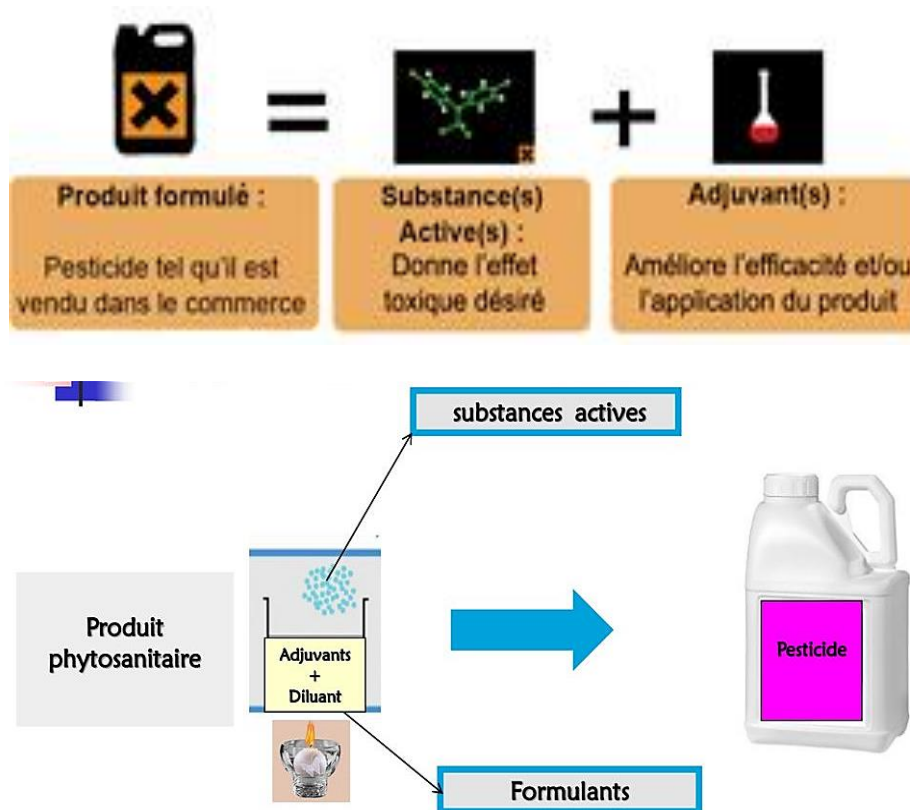 Produit formulé :
Pesticide tel qu'il est
vendu dans le commerce
Substance(s)
Active(s) :
Donne l'effet
toxique désiré
Adjuvant(s) :
Améliore l'efficacité et/ou
l'application du produit
substances actives
Produit
phytosanitaire
Adjuvants
+
Diluant
Pesticide
Formulants